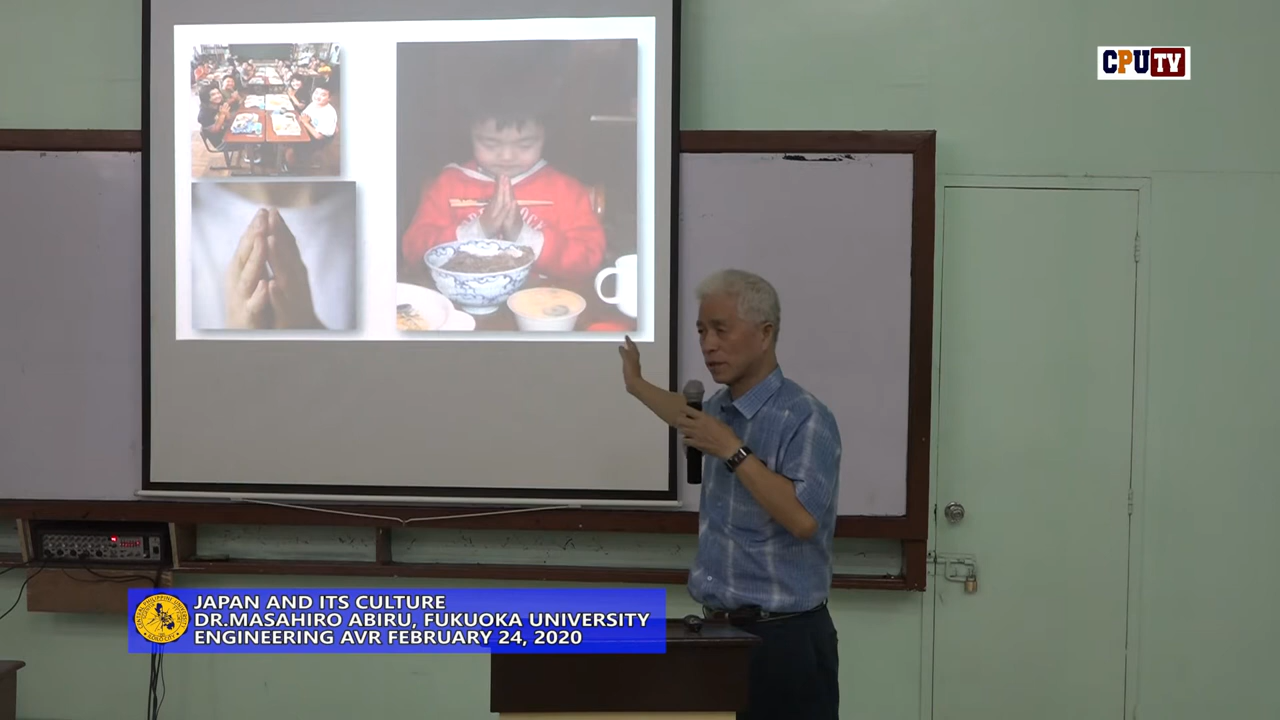 CPUTV
JAPAN AND ITS CULTURE
DR.MASAHIRO ABIRU, FUKUOKA UNIVERSITY
ENGINEERING AVR FEBRUARY 24, 2020